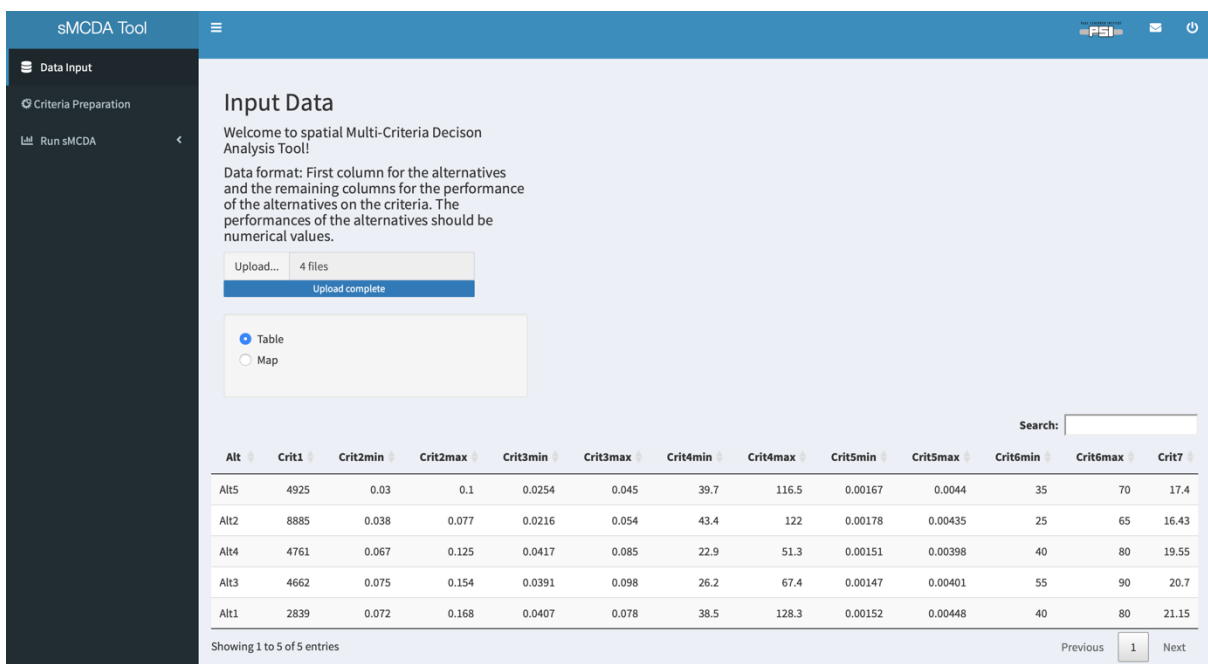 sMCDA Tool
PAUL SCHERRER INSTITUT
PSI
Data Input
Criteria Preparation
Run sMCDA
Input Data
Welcome to spatial Multi-Criteria Decison
Analysis Tool!
Data format: First column for the alternatives
and the remaining columns for the performance
of the alternatives on the criteria. The
performances of the alternatives should be
numerical values.
Upload... 4 files
Upload complete
Table
Map
Search:
Alt Crit1 Crit2min Crit2max Crit3min Crit3max Crit4min Crit4max Crit5min Crit5max Crit6min Crit6max Crit7
Alt5 4925 0.03 0.1 0.0254 0.045 39.7 116.5 0.00167 0.0044 35 70 17.4
Alt2 8885 0.038 0.077 0.0216 0.054 43.4 122 0.00178 0.00435 25 65 16.43
Alt4 4761 0.067 0.125 0.0417 0.085 22.9 51.3 0.00151 0.00398 40 80 19.55
Alt3 4662 0.075 0.154 0.0391 0.098 26.2 67.4 0.00147 0.00401 55 90 20.7
Alt1 2839 0.072 0.168 0.0407 0.078 38.5 128.3 0.00152 0.00448 40 80 21.15
Showing 1 to 5 of 5 entries
Previous 1 Next